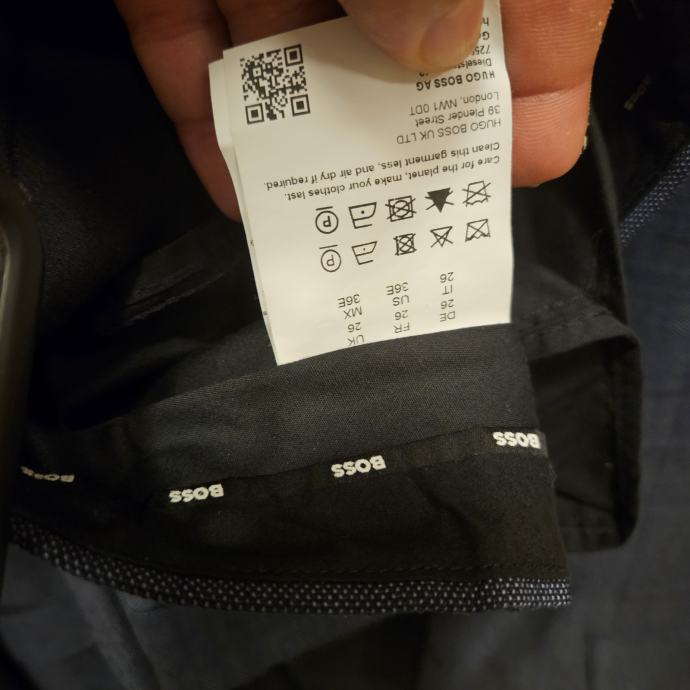 DE FR UK
26 26 26
IT US MX
26 36E 36E
P
P
Care for the planet, make your clothes last.
Clean this garment less, and air dry if required.
HUGO BOSS UK LTD
39 Plender Street
London, NW1 0DT
HUGO BOSS AG
BOSS
BOSS
BOSS
BOSS